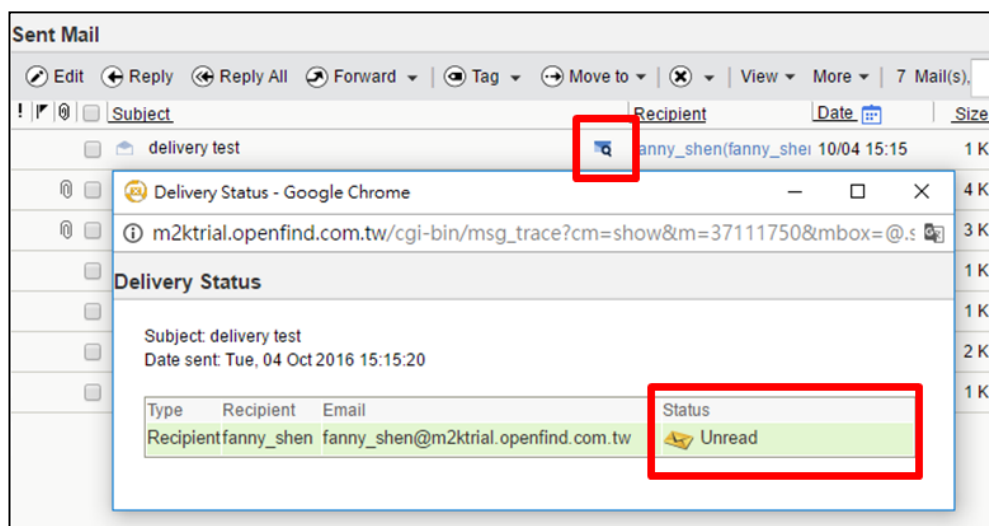 Sent Mail
Edit Reply Reply All Forward Tag Move to View More 7 Mail(s),
! Subject Recipient Date Size
delivery test anny_shen(fanny_shei 10/04 15:15 1 K
4 K
Delivery Status - Google Chrome
3 K
m2ktrial.openfind.com.tw/cgi-bin/msg_trace?cm=show&m=37111750&mbox=@.s
1 K
Delivery Status
1 K
Subject: delivery test
2 K
Date sent: Tue, 04 Oct 2016 15:15:20
1 K
Type Recipient Email Status
Recipient fanny_shen fanny_shen@m2ktrial.openfind.com.tw Unread